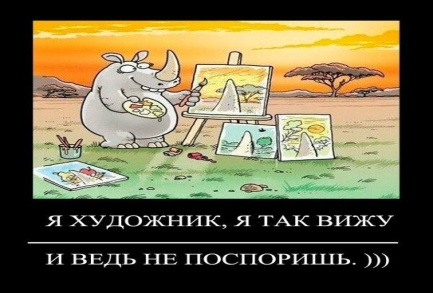 Я ХУДОЖНИК, Я ТАК ВИЖУ
И ВЕДЬ НЕ ПОСПОРИШЬ. )))